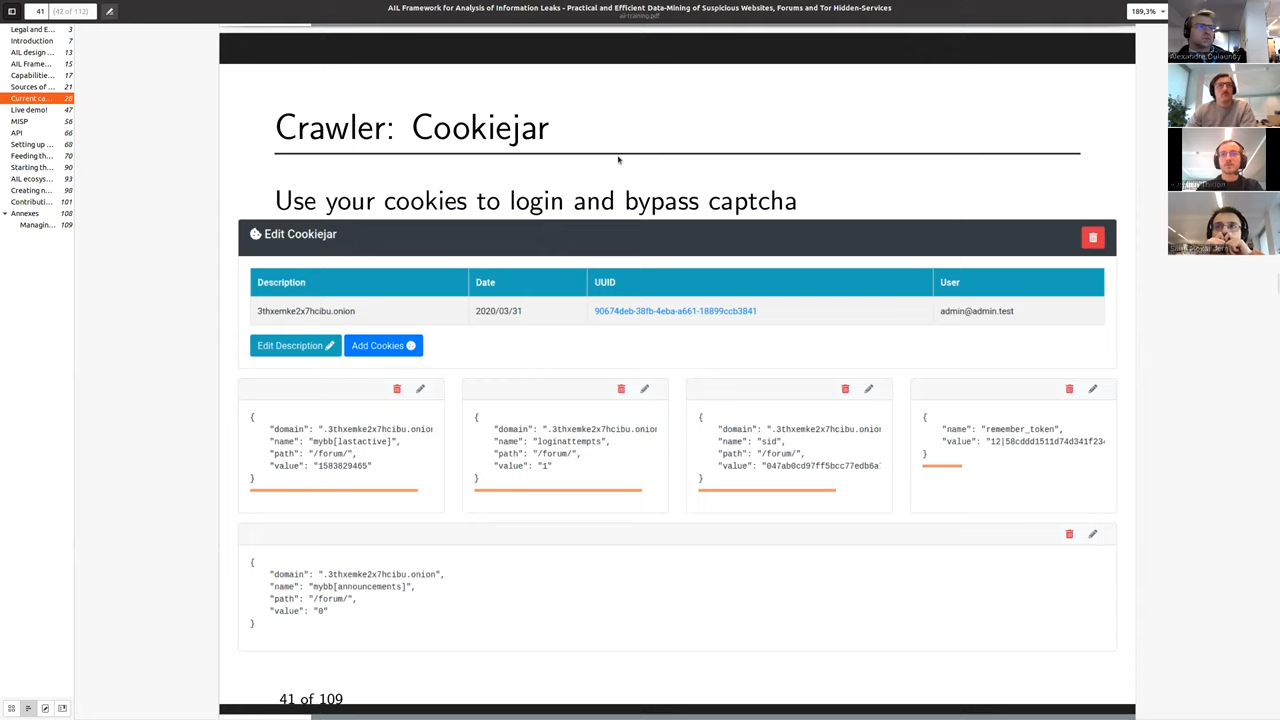 41
(42 of 112)
AIL Framework for Analysis of Information Leaks - Practical and Efficient Data-Mining of Suspicious Websites, Forums and Tor Hidden-Services
ail-training.pdf
189,3%
Legal and E... 3
Introduction 7
AIL design ... 13
AIL Frame... 15
Capabilitie... 17
Sources of ... 21
Current ca... 28
Live demo! 47
MISP 56
API 66
Setting up ... 68
Feeding th... 70
Starting th... 90
AIL ecosys... 93
Creating n... 98
Contributi... 101
Annexes 108
Managin... 109
Crawler: Cookiejar
Use your cookies to login and bypass captcha
Edit Cookiejar
Description Date UUID User
3thxemke2x7hcibu.onion 2020/03/31 90674deb-38fb-4eba-a661-18899ccb3841 admin@admin.test
Edit Description Add Cookies
{
"domain": ".3thxemke2x7hcibu.onion
"name": "mybb[lastactive]",
"path": "/forum/",
"value": "1583829465"
}
{
"domain": ".3thxemke2x7hcibu.onion
"name": "loginattempts",
"path": "/forum/",
"value": "1"
}
{
"domain": ".3thxemke2x7hcibu.onion
"name": "sid",
"path": "/forum/",
"value": "047ab0cd97ff5bcc77edb6a
}
{
"name": "remember_token",
"value": "12|58cddd1511d74d341f23
}
{
"domain": ".3thxemke2x7hcibu.onion",
"name": "mybb[announcements]",
"path": "/forum/",
"value": "0"
}
41 of 109
Alexandre Dulaunoy